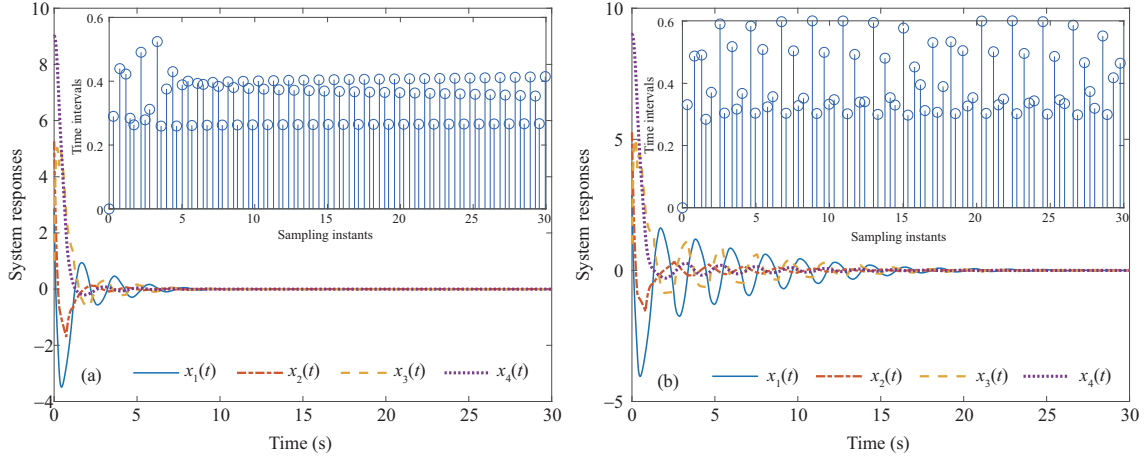 10
8
6
4
2
0
−2
−4
System responses
0
5
10
15
20
25
30
Time (s)
0.6
0.4
0.2
0
Time intervals
0
5
10
15
20
25
30
Sampling instants
(a)
x1(t)
x2(t)
x3(t)
x4(t)
10
5
0
−5
System responses
0
5
10
15
20
25
30
Time (s)
0.6
0.4
0.2
0
Time intervals
0
5
10
15
20
25
30
Sampling instants
(b)
x1(t)
x2(t)
x3(t)
x4(t)